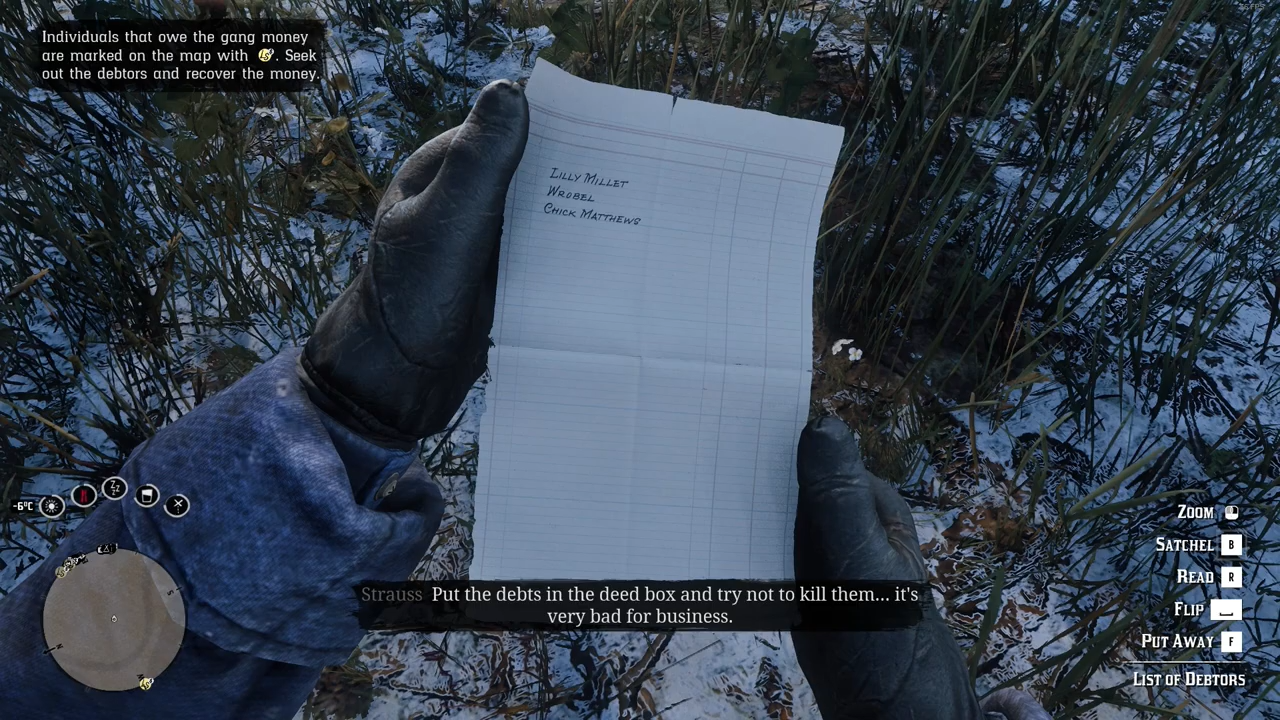 Individuals that owe the gang money
are marked on the map with . Seek
out the debtors and recover the money.
LILLY MILLET
WROBEL
CHICK MATTHEWS
-6°C
ZOOM
SATCHEL B
READ R
FLIP
PUT AWAY F
LIST OF DEBTORS
Strauss Put the debts in the deed box and try not to kill them... it's
very bad for business.